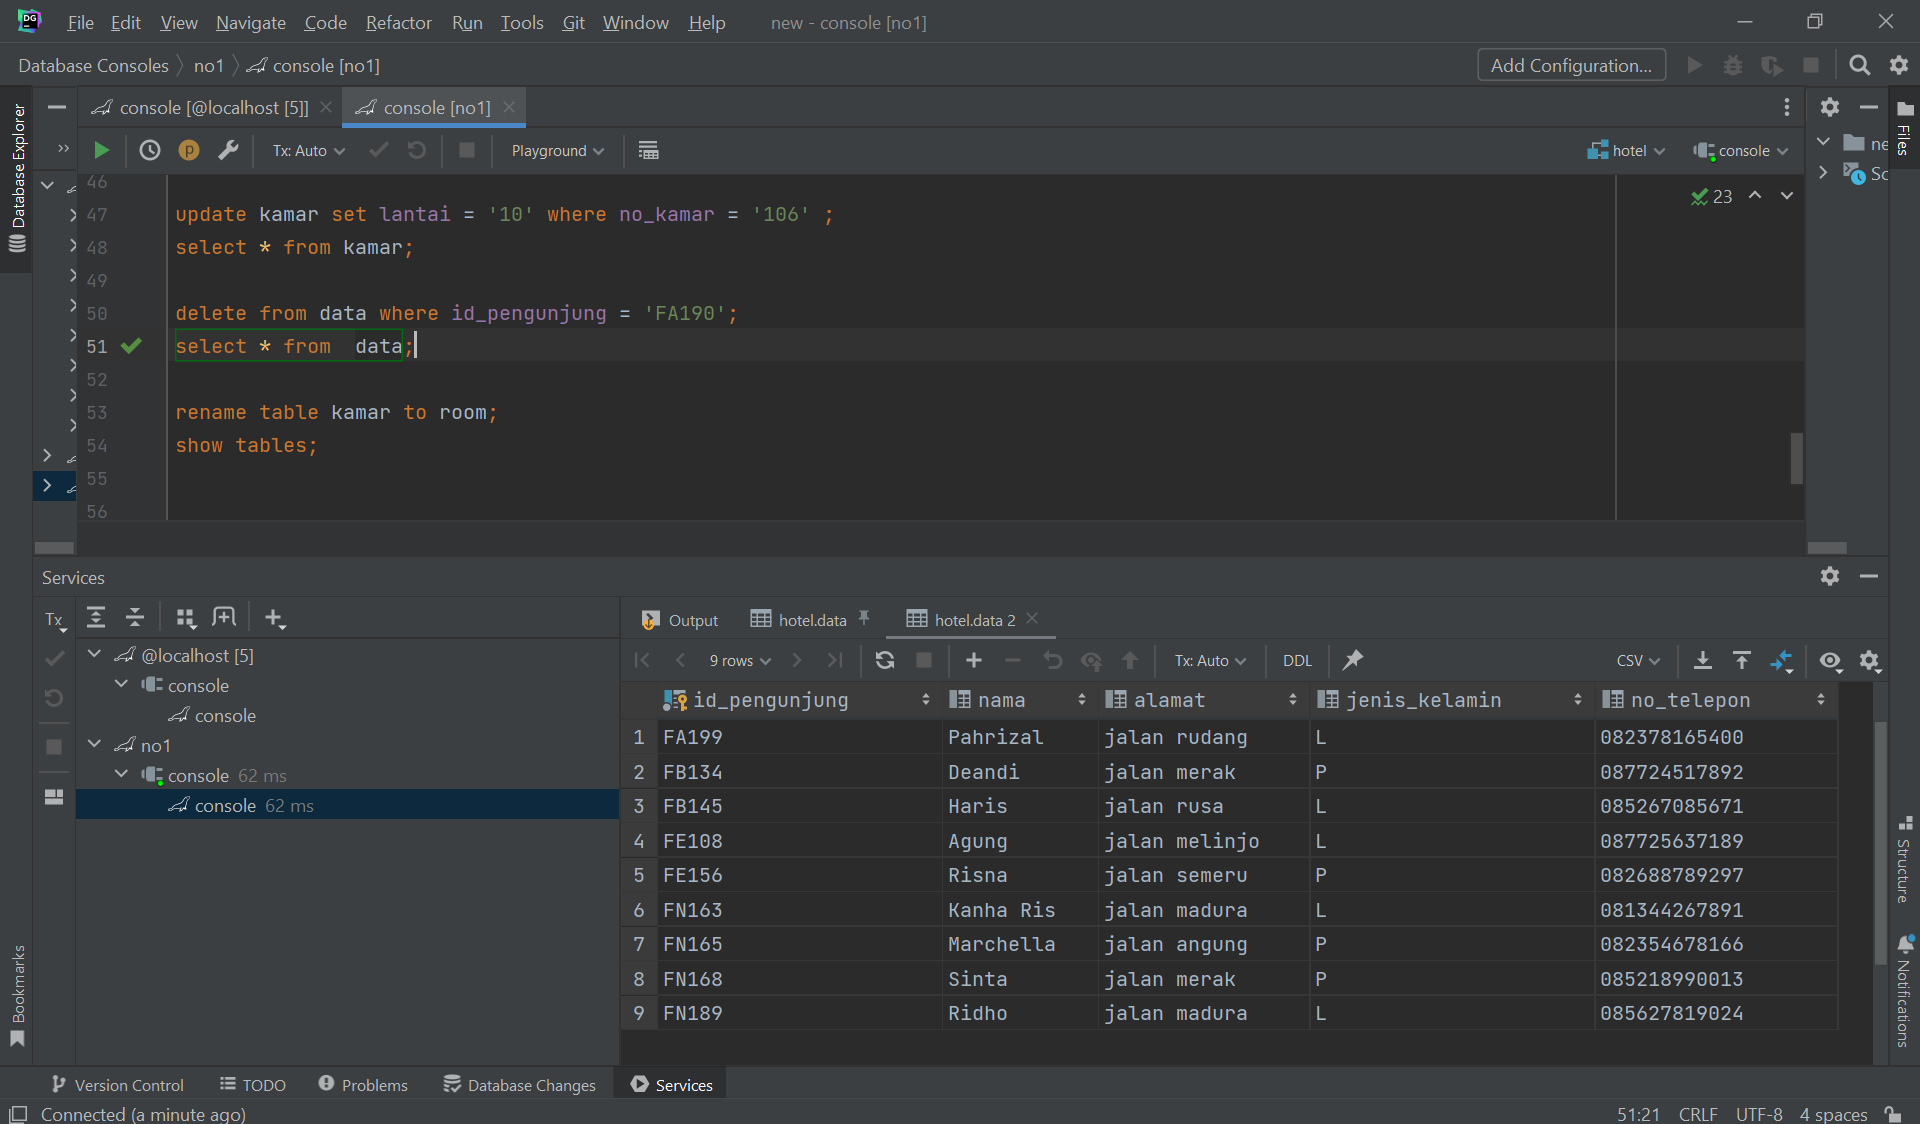 DG File Edit View Navigate Code Refactor Run Tools Git Window Help new - console [no1]
Database Consoles no1 console [no1] Add Configuration...
Database Explorer
console [@localhost [5]] console [no1]
Files
Tx: Auto Playground hotel console
ne
Sc
23
46
47 update kamar set lantai = '10' where no_kamar = '106' ;
48 select * from kamar;
49
50 delete from data where id_pengunjung = 'FA190';
51 select * from  data;
52
53 rename table kamar to room;
54 show tables;
55
56
Services
Tx
@localhost [5]
console
console
no1
console 62 ms
console 62 ms
Output hotel.data hotel.data 2
9 rows Tx: Auto DDL CSV
id_pengunjung nama alamat jenis_kelamin no_telepon
1 FA199 Pahrizal jalan rudang L 082378165400
2 FB134 Deandi jalan merak P 087724517892
3 FB145 Haris jalan rusa L 085267085671
4 FE108 Agung jalan melinjo L 087725637189
5 FE156 Risna jalan semeru P 082688789297
6 FN163 Kanha Ris jalan madura L 081344267891
7 FN165 Marchella jalan angung P 082354678166
8 FN168 Sinta jalan merak P 085218990013
9 FN189 Ridho jalan madura L 085627819024
Structure
Notifications
Bookmarks
Version Control TODO Problems Database Changes Services
Connected (a minute ago) 51:21 CRLF UTF-8 4 spaces